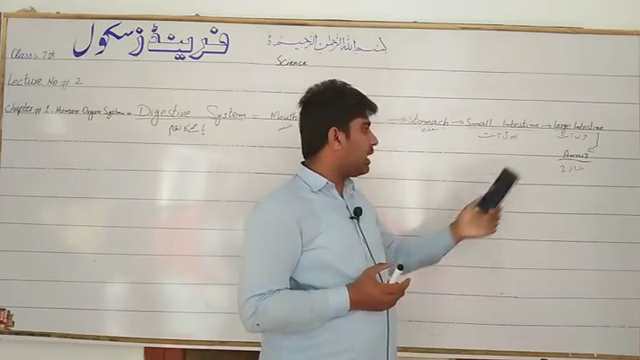 فرینڈز سکول
بسم اللہ الرحمن الرحیم
Class:- 7th
Science
Lecture No # 2
Chapter # 1. Human Organ System = Digestive System = Mouth → Stomach → Small Intestine → Large Intestine